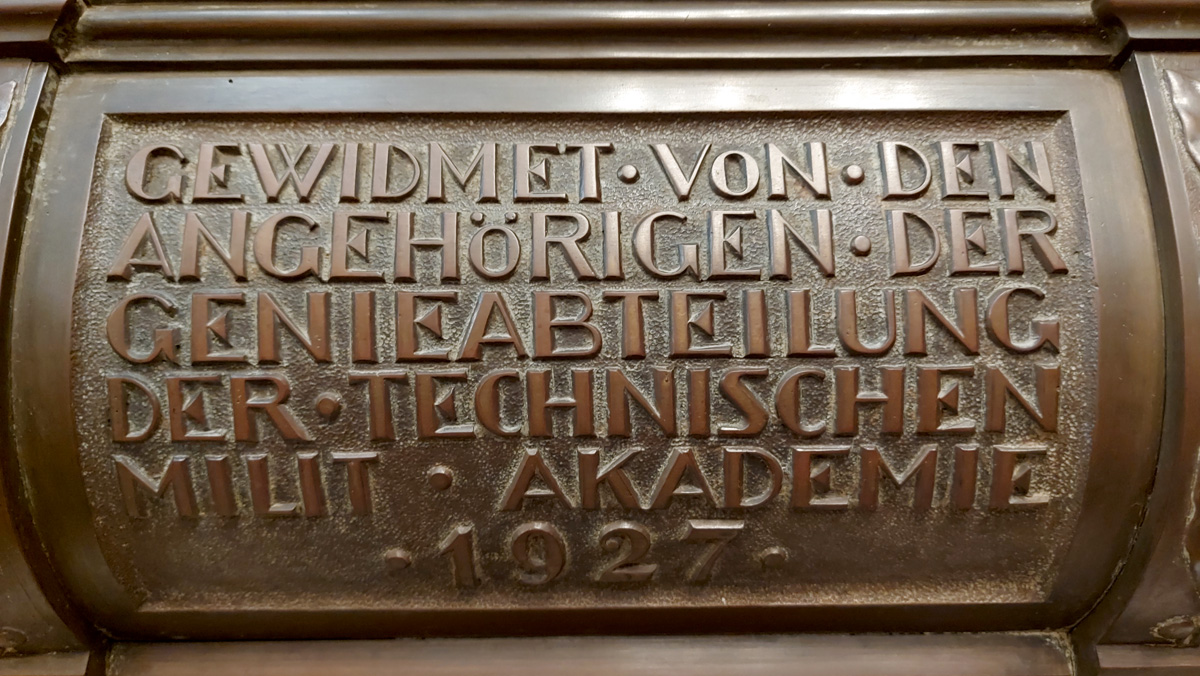 GEWIDMET · VON · DEN
ANGEHÖRIGEN · DER
GENIEABTEILUNG
DER · TECHNISCHEN
MILIT · AKADEMIE
· 1927 ·